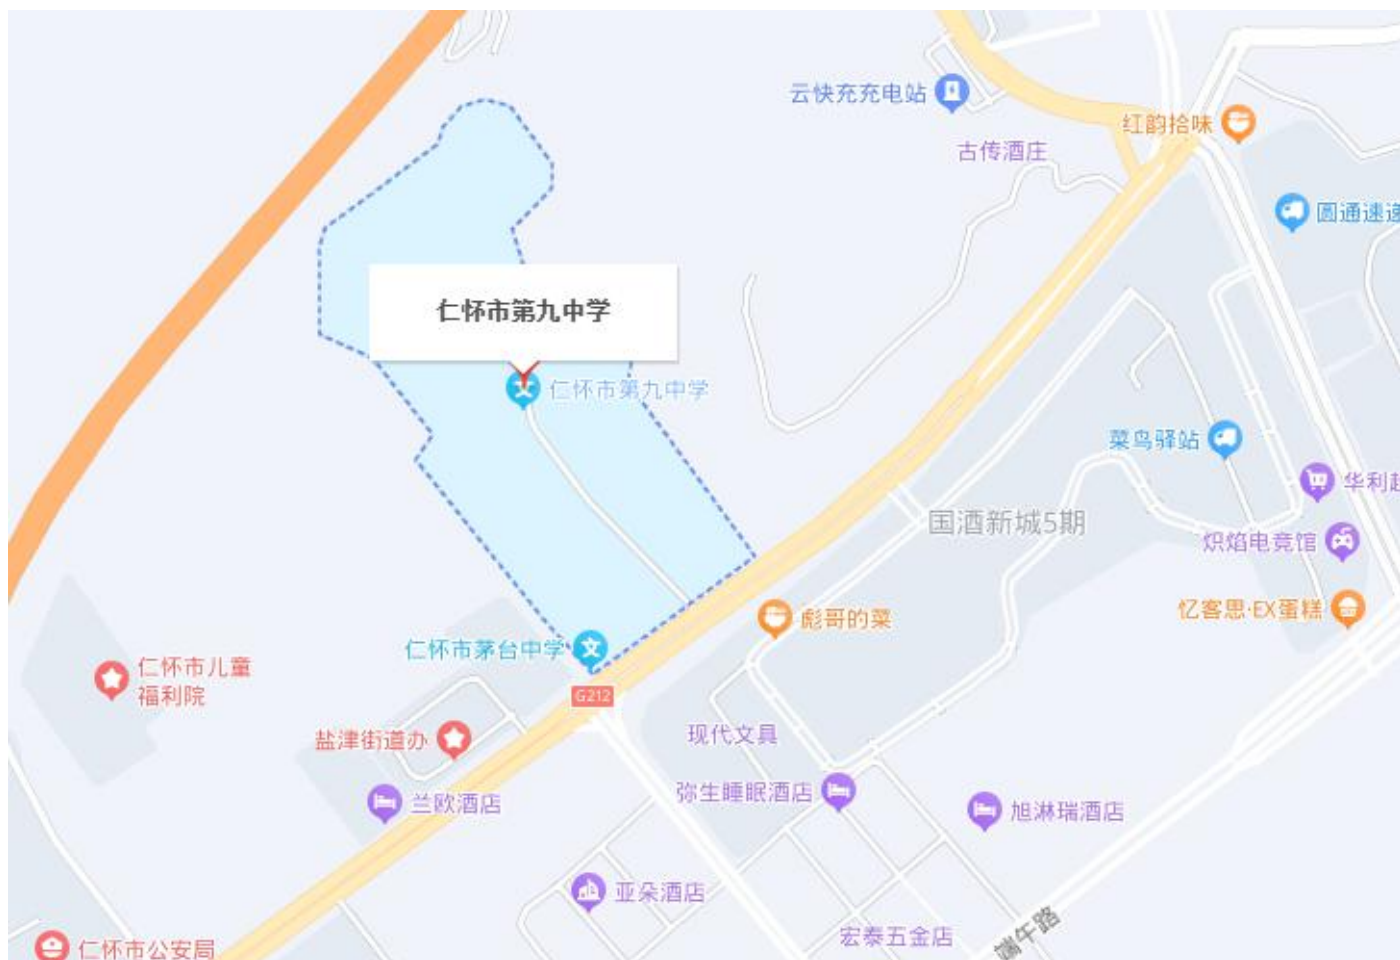 云快充充电站
红韵拾味
古传酒庄
圆通速递
仁怀市第九中学
仁怀市第九中学
菜鸟驿站
华利超
国酒新城5期
炽焰电竞馆
忆客思·EX蛋糕
彪哥的菜
仁怀市茅台中学
仁怀市儿童
福利院
G212
盐津街道办
现代文具
弥生睡眠酒店
兰欧酒店
旭淋瑞酒店
亚朵酒店
宏泰五金店
端午路
仁怀市公安局